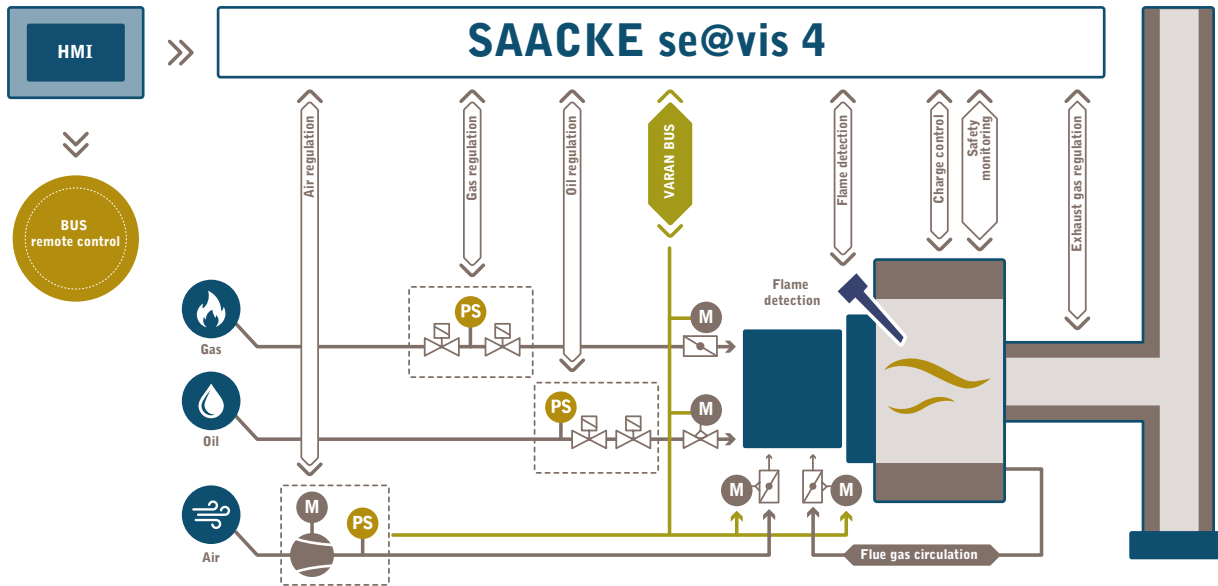 HMI
SAACKE se@vis 4
BUS
remote control
Air regulation
Gas regulation
Oil regulation
VARAN BUS
Flame detection
Charge control
Safety
monitoring
Exhaust gas regulation
Flame
detection
Gas
PS
M
Oil
PS
M
Air
M
PS
M
M
Flue gas circulation